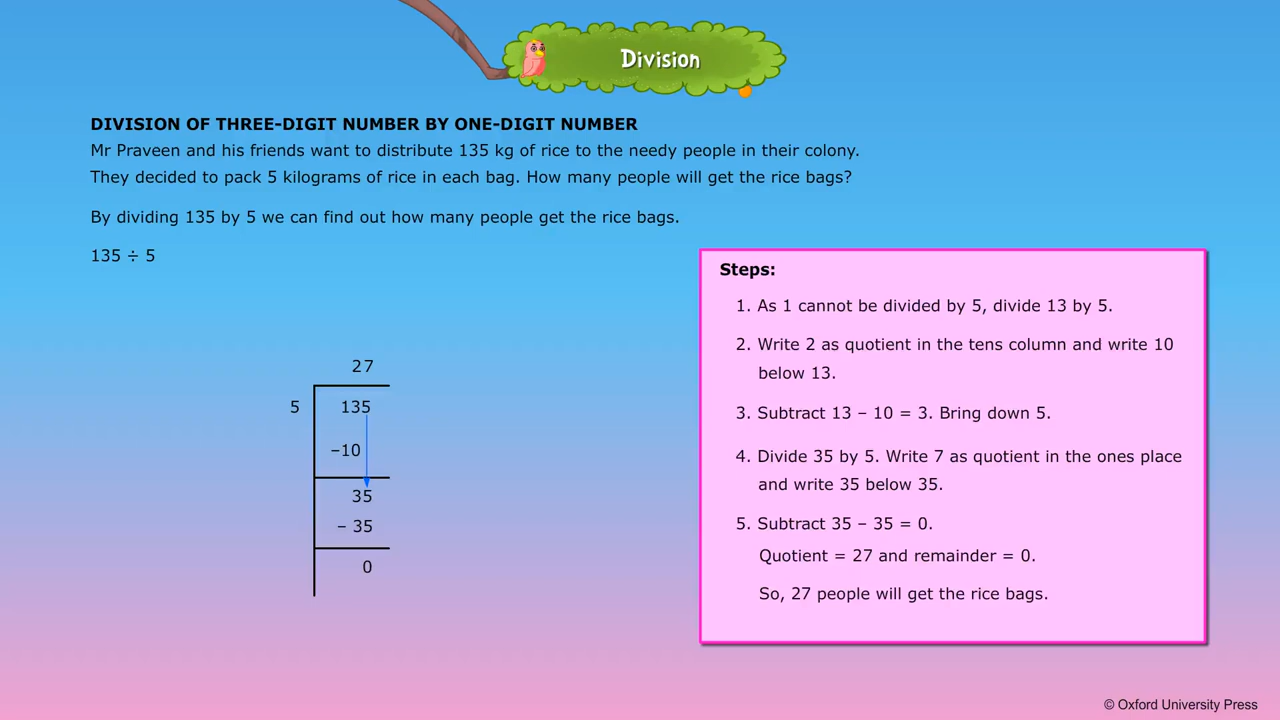 Division
DIVISION OF THREE-DIGIT NUMBER BY ONE-DIGIT NUMBER
Mr Praveen and his friends want to distribute 135 kg of rice to the needy people in their colony.
They decided to pack 5 kilograms of rice in each bag. How many people will get the rice bags?
By dividing 135 by 5 we can find out how many people get the rice bags.
135 ÷ 5
27
5 135
–10
35
– 35
0
Steps:
1. As 1 cannot be divided by 5, divide 13 by 5.
2. Write 2 as quotient in the tens column and write 10
below 13.
3. Subtract 13 – 10 = 3. Bring down 5.
4. Divide 35 by 5. Write 7 as quotient in the ones place
and write 35 below 35.
5. Subtract 35 – 35 = 0.
Quotient = 27 and remainder = 0.
So, 27 people will get the rice bags.
© Oxford University Press